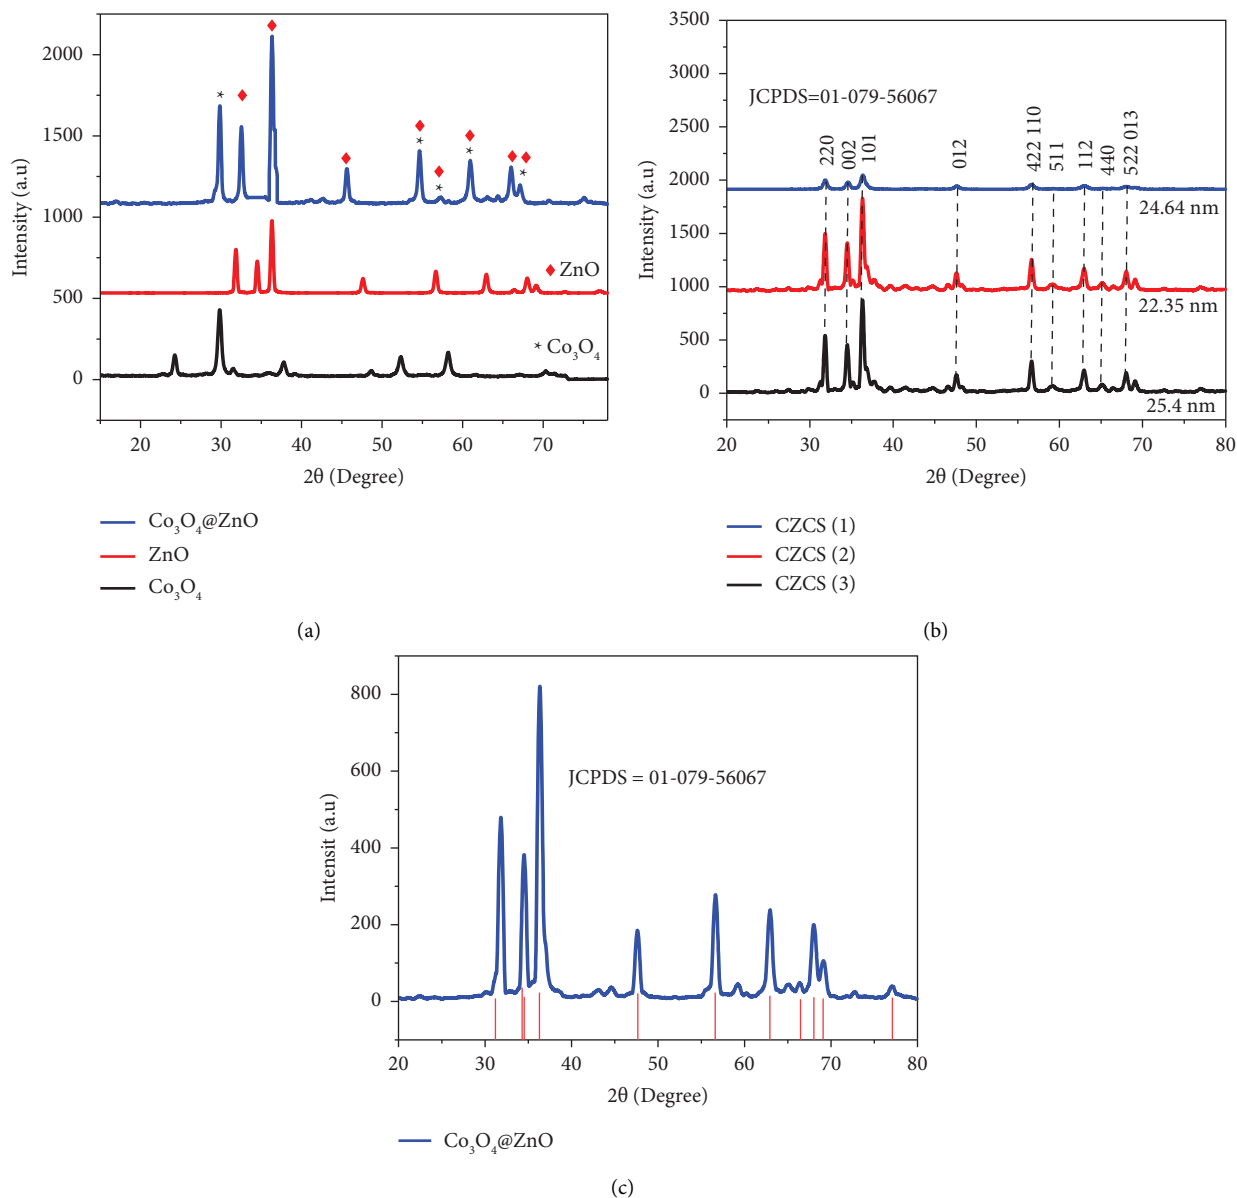 2000
1500
1000
500
0
Intensity (a.u)
*
*
*
*
*
ZnO
* Co₃O₄
20 30 40 50 60 70
2θ (Degree)
Co₃O₄@ZnO
ZnO
Co₃O₄
(a)
3500
3000
2500
2000
1500
1000
500
0
Intensity (a.u)
JCPDS=01-079-56067
220
002
101
012
422 110
511
112
440
522 013
24.64 nm
22.35 nm
25.4 nm
20 30 40 50 60 70 80
2θ (Degree)
CZCS (1)
CZCS (2)
CZCS (3)
(b)
800
600
400
200
0
Intensit (a.u)
JCPDS = 01-079-56067
20 30 40 50 60 70 80
2θ (Degree)
Co₃O₄@ZnO
(c)